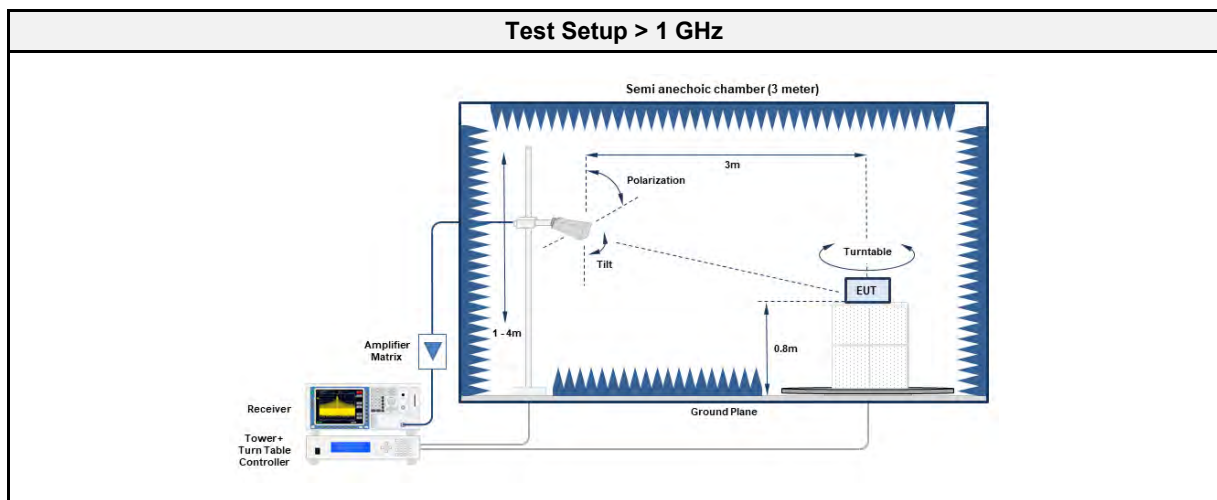 Test Setup > 1 GHz
Semi anechoic chamber (3 meter)
3m
Polarization
Turntable
Tilt
EUT
1 - 4m
0.8m
Amplifier
Matrix
Receiver
Ground Plane
Tower+
Turn Table
Controller